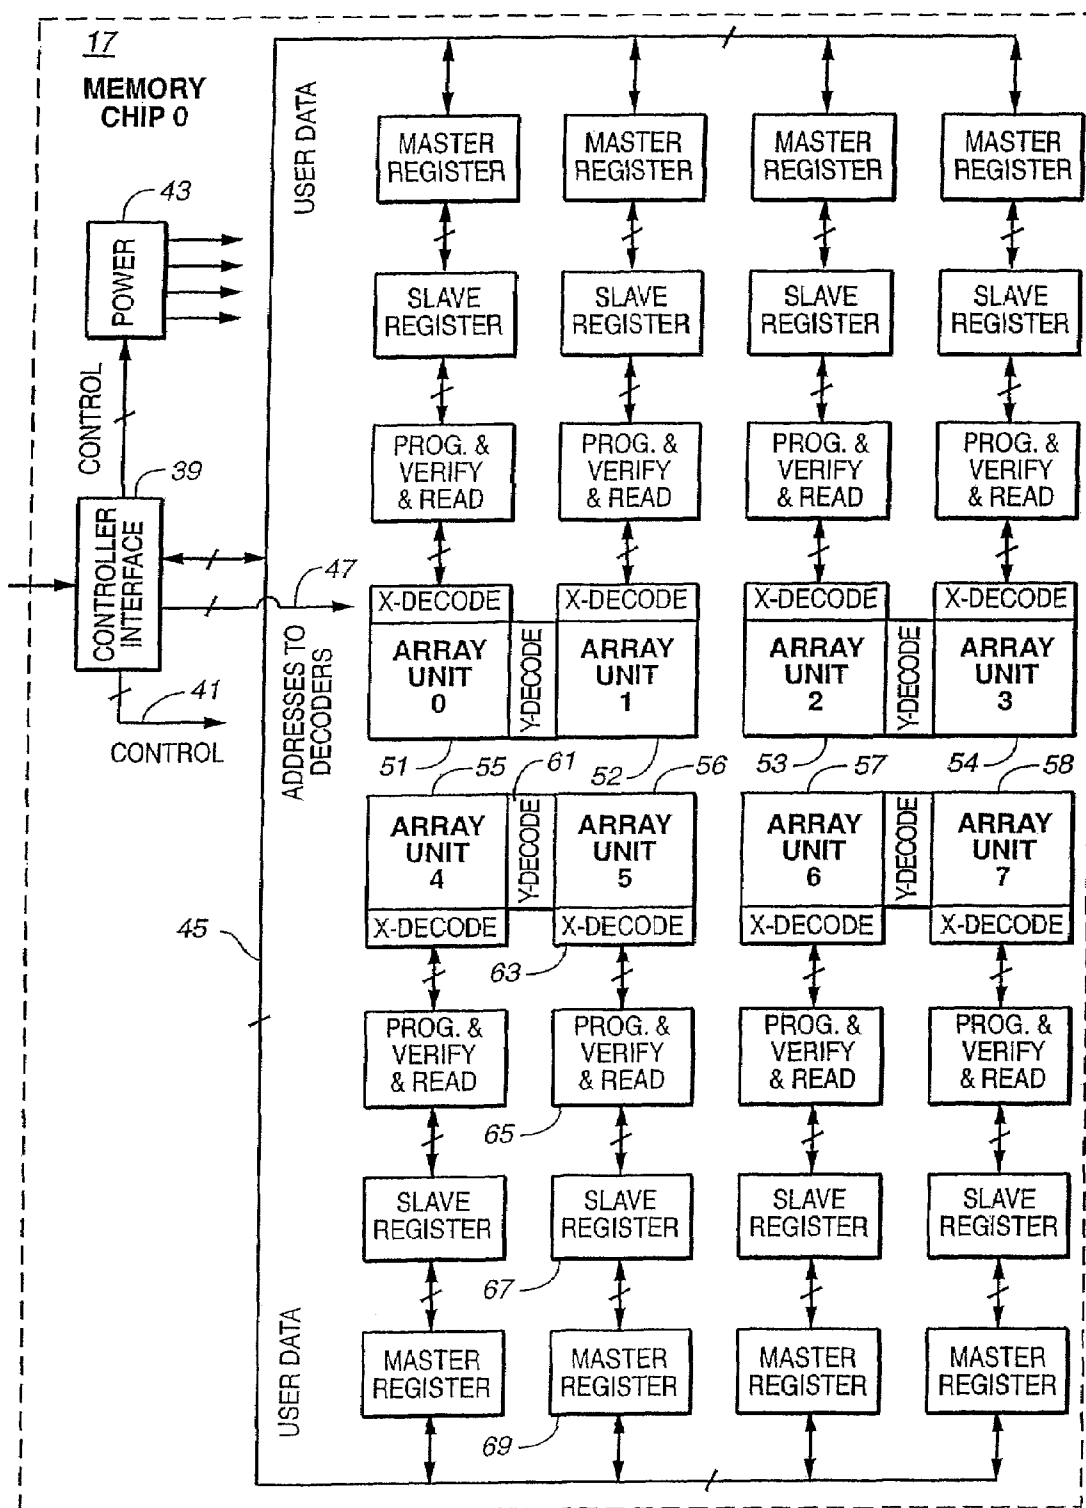 17
MEMORY
CHIP 0
USER DATA
MASTER
REGISTER
MASTER
REGISTER
MASTER
REGISTER
MASTER
REGISTER
43
POWER
SLAVE
REGISTER
SLAVE
REGISTER
SLAVE
REGISTER
SLAVE
REGISTER
CONTROL
PROG. &
VERIFY
& READ
PROG. &
VERIFY
& READ
PROG. &
VERIFY
& READ
PROG. &
VERIFY
& READ
39
CONTROLLER
INTERFACE
47
X-DECODE
X-DECODE
X-DECODE
X-DECODE
ADDRESSES TO
DECODERS
ARRAY
UNIT
0
Y-DECODE
ARRAY
UNIT
1
ARRAY
UNIT
2
Y-DECODE
ARRAY
UNIT
3
41
CONTROL
51
55
61
52
56
53
57
54
58
ARRAY
UNIT
4
Y-DECODE
ARRAY
UNIT
5
ARRAY
UNIT
6
Y-DECODE
ARRAY
UNIT
7
X-DECODE
X-DECODE
X-DECODE
X-DECODE
45
63
PROG. &
VERIFY
& READ
PROG. &
VERIFY
& READ
PROG. &
VERIFY
& READ
PROG. &
VERIFY
& READ
65
SLAVE
REGISTER
SLAVE
REGISTER
SLAVE
REGISTER
SLAVE
REGISTER
67
USER DATA
MASTER
REGISTER
MASTER
REGISTER
MASTER
REGISTER
MASTER
REGISTER
69